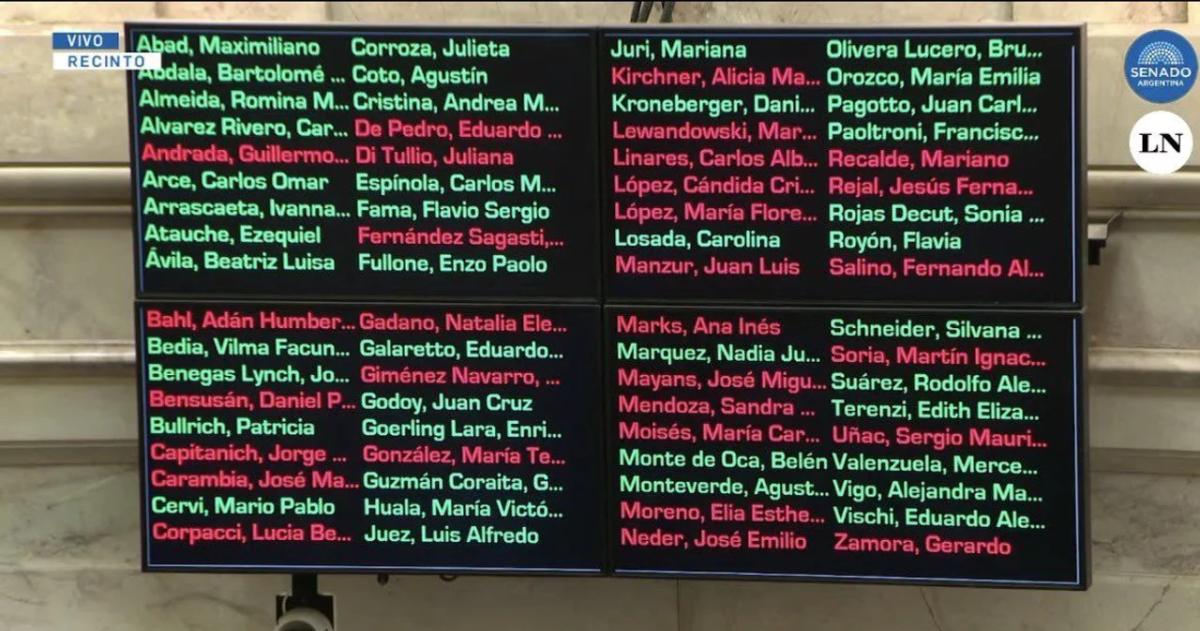 VIVO
RECINTO
SENADO
ARGENTINA
LN
Abad, Maximiliano
Abdala, Bartolomé ...
Almeida, Romina M...
Alvarez Rivero, Car...
Andrada, Guillermo...
Arce, Carlos Omar
Arrascaeta, Ivanna...
Atauche, Ezequiel
Ávila, Beatriz Luisa
Corroza, Julieta
Coto, Agustín
Cristina, Andrea M...
De Pedro, Eduardo ...
Di Tullio, Juliana
Espínola, Carlos M...
Fama, Flavio Sergio
Fernández Sagasti,...
Fullone, Enzo Paolo
Juri, Mariana
Kirchner, Alicia Ma...
Kroneberger, Dani...
Lewandowski, Mar...
Linares, Carlos Alb...
López, Cándida Cri...
López, María Flore...
Losada, Carolina
Manzur, Juan Luis
Olivera Lucero, Bru...
Orozco, María Emilia
Pagotto, Juan Carl...
Paoltroni, Francisc...
Recalde, Mariano
Rejal, Jesús Ferna...
Rojas Decut, Sonia ...
Royón, Flavia
Salino, Fernando Al...
Bahl, Adán Humber...
Bedia, Vilma Facun...
Benegas Lynch, Jo...
Bensusán, Daniel P...
Bullrich, Patricia
Capitanich, Jorge ...
Carambia, José Ma...
Cervi, Mario Pablo
Corpacci, Lucia Be...
Gadano, Natalia Ele...
Galaretto, Eduardo...
Giménez Navarro, ...
Godoy, Juan Cruz
Goerling Lara, Enri...
González, María Te...
Guzmán Coraita, G...
Huala, María Victó...
Juez, Luis Alfredo
Marks, Ana Inés
Marquez, Nadia Ju...
Mayans, José Migu...
Mendoza, Sandra ...
Moisés, María Car...
Monte de Oca, Belén
Monteverde, Agust...
Moreno, Elia Esthe...
Neder, José Emilio
Schneider, Silvana ...
Soria, Martín Ignac...
Suárez, Rodolfo Ale...
Terenzi, Edith Eliza...
Uñac, Sergio Mauri...
Valenzuela, Merce...
Vigo, Alejandra Ma...
Vischi, Eduardo Ale...
Zamora, Gerardo